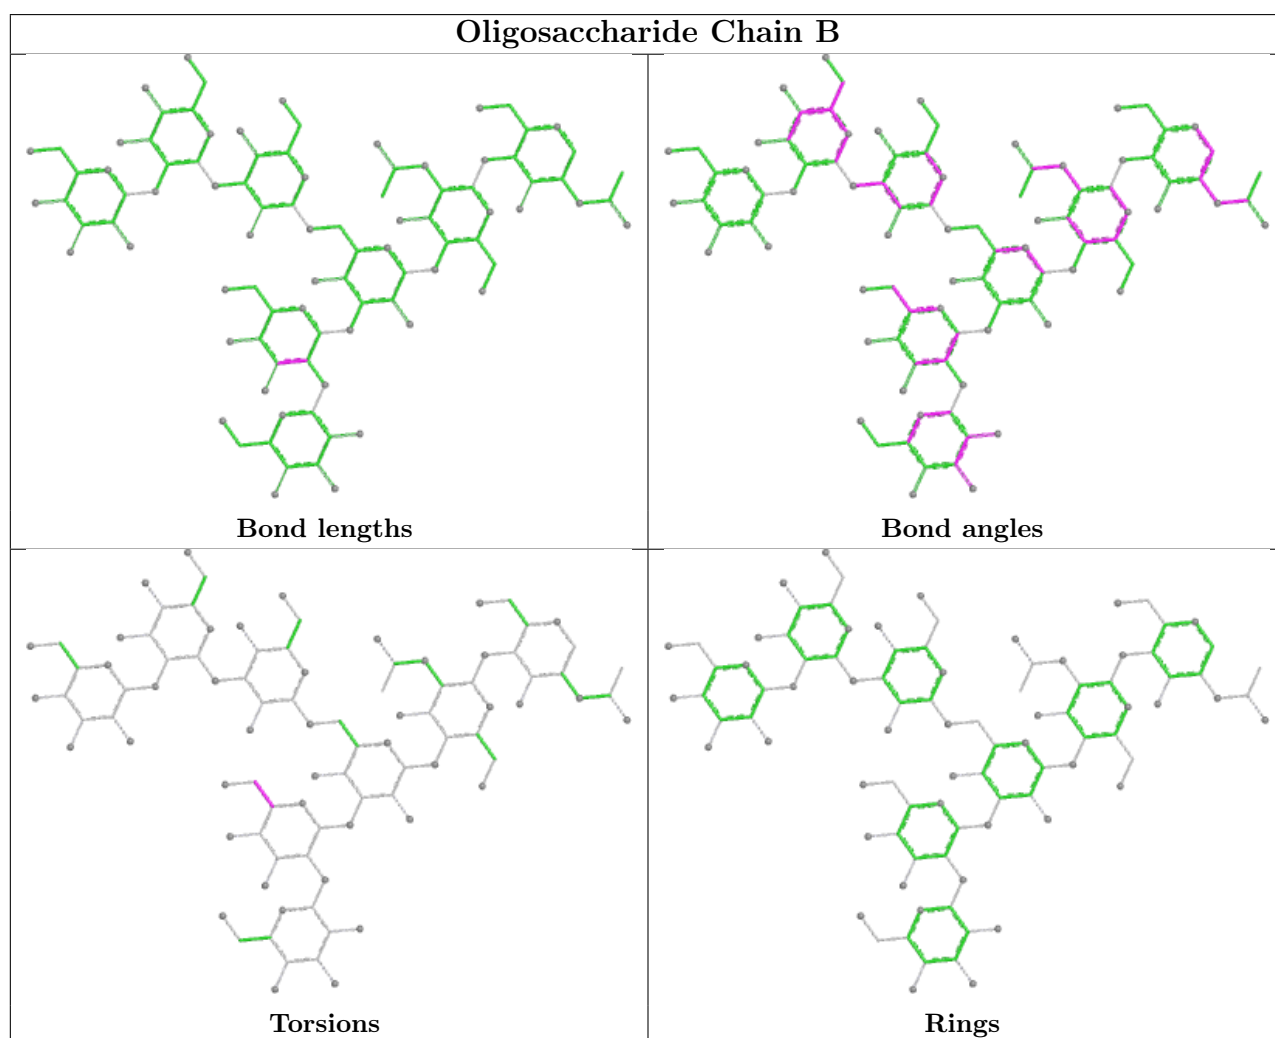 Oligosaccharide Chain B
Bond lengths
Bond angles
Torsions
Rings